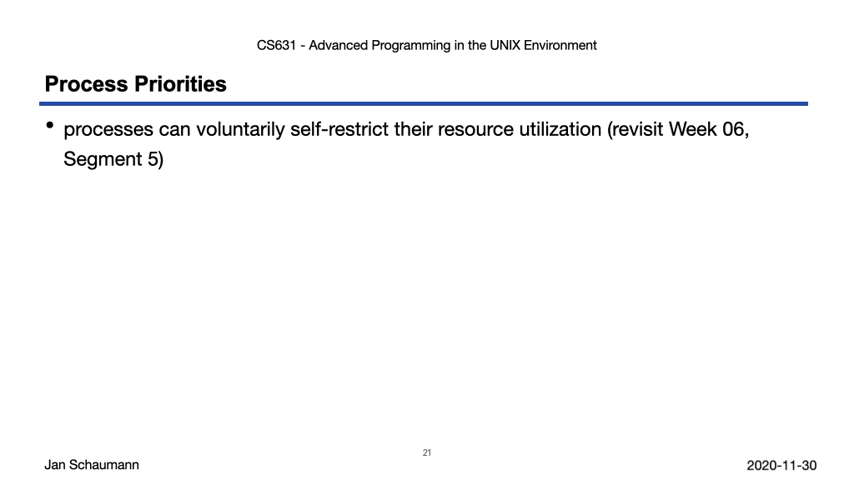 CS631 - Advanced Programming in the UNIX Environment
Process Priorities
• processes can voluntarily self-restrict their resource utilization (revisit Week 06,
Segment 5)
21
Jan Schaumann
2020-11-30